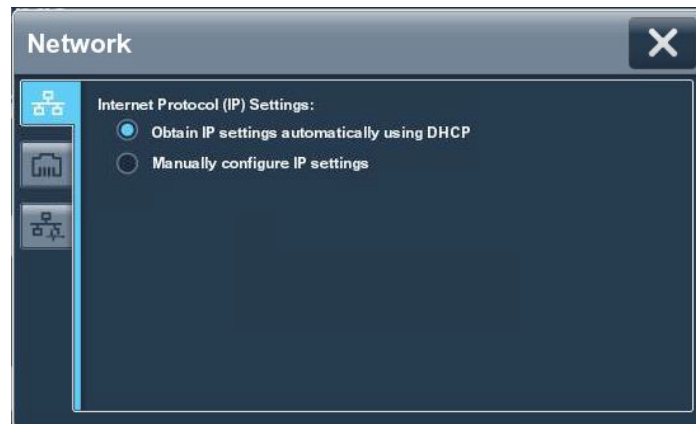 Network
Internet Protocol (IP) Settings:
Obtain IP settings automatically using DHCP
Manually configure IP settings